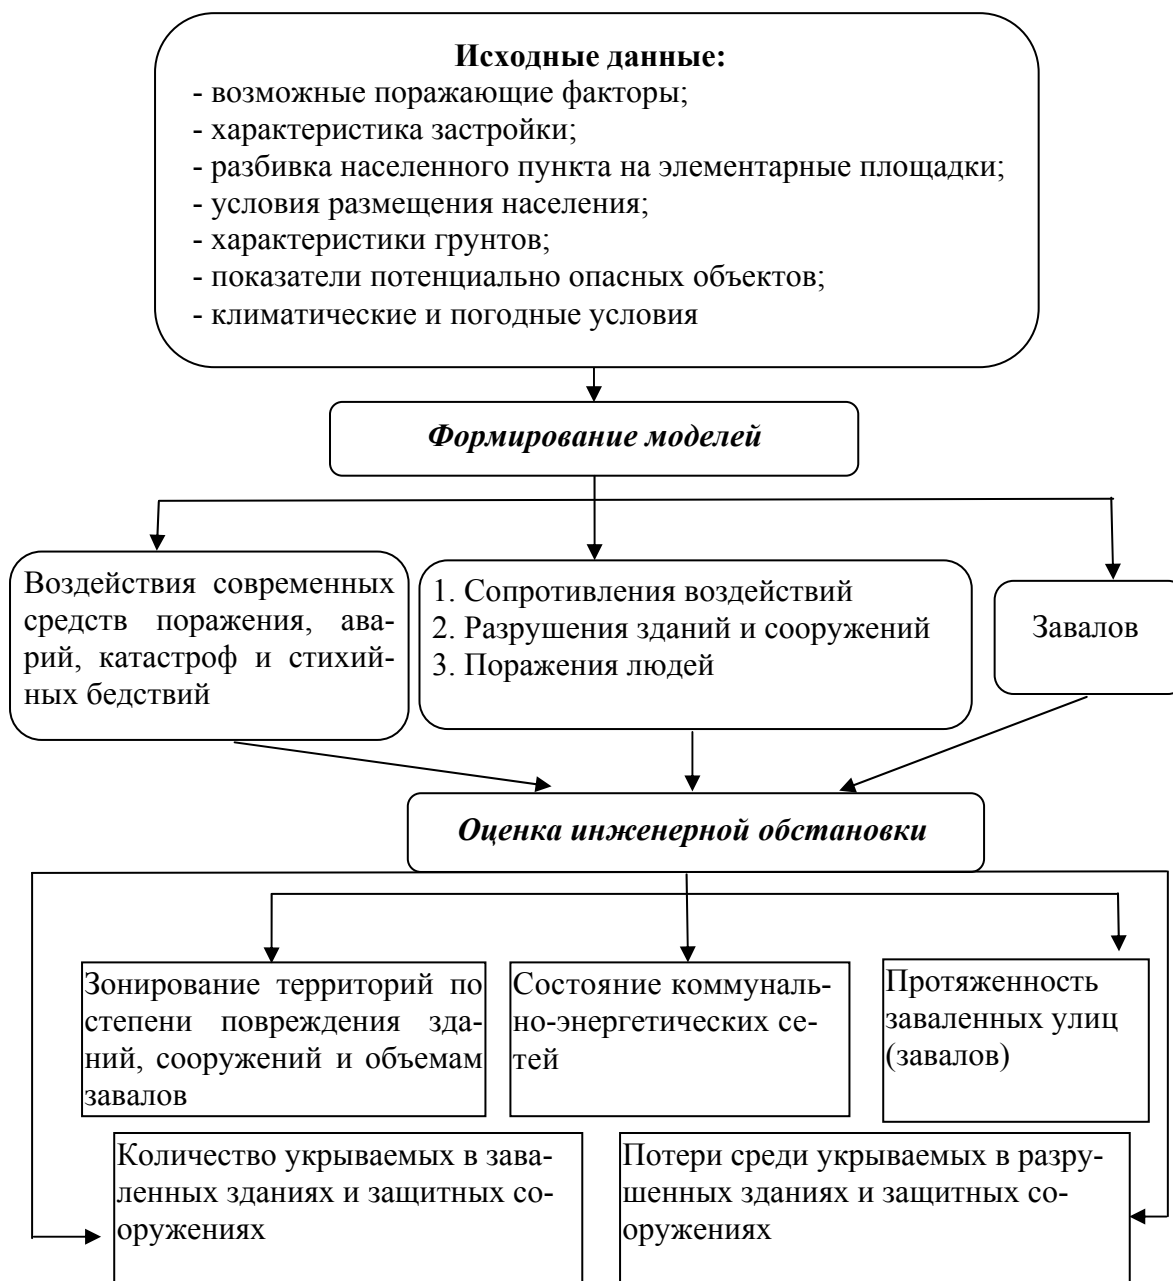 Исходные данные:
- возможные поражающие факторы;
- характеристика застройки;
- разбивка населенного пункта на элементарные площадки;
- условия размещения населения;
- характеристики грунтов;
- показатели потенциально опасных объектов;
- климатические и погодные условия
Формирование моделей
Воздействия современных
средств поражения, ава-
рий, катастроф и стихий-
ных бедствий
1. Сопротивления воздействий
2. Разрушения зданий и сооружений
3. Поражения людей
Завалов
Оценка инженерной обстановки
Зонирование территорий по
степени повреждения зда-
ний, сооружений и объемам
завалов
Состояние коммуналь-
но-энергетических се-
тей
Протяженность
заваленных улиц
(завалов)
Количество укрываемых в зава-
ленных зданиях и защитных со-
оружениях
Потери среди укрываемых в разру-
шенных зданиях и защитных со-
оружениях